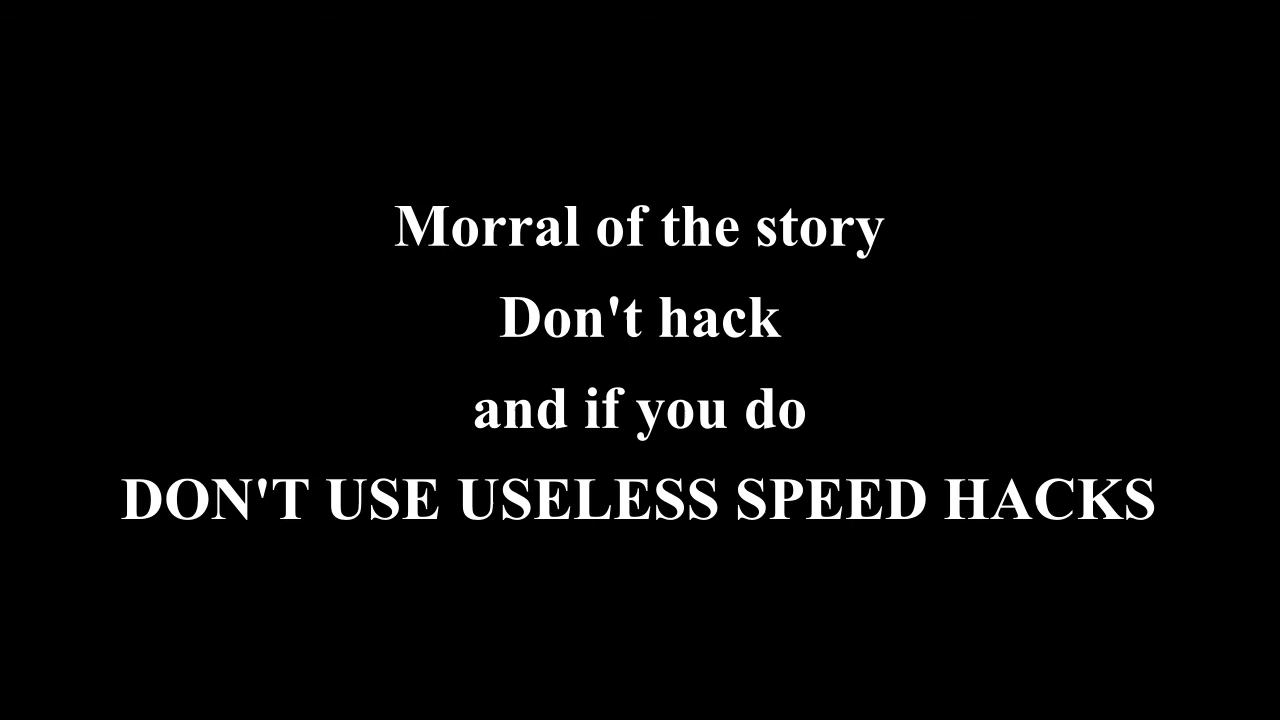 Morral of the story
Don't hack
and if you do
DON'T USE USELESS SPEED HACKS